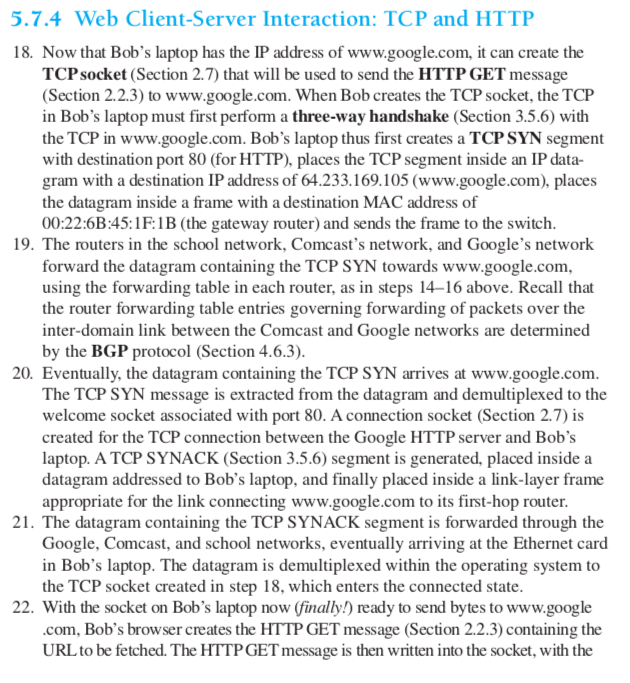 5.7.4 Web Client-Server Interaction: TCP and HTTP
18. Now that Bob’s laptop has the IP address of www.google.com, it can create the
TCP socket (Section 2.7) that will be used to send the HTTP GET message
(Section 2.2.3) to www.google.com. When Bob creates the TCP socket, the TCP
in Bob’s laptop must first perform a three-way handshake (Section 3.5.6) with
the TCP in www.google.com. Bob’s laptop thus first creates a TCP SYN segment
with destination port 80 (for HTTP), places the TCP segment inside an IP data-
gram with a destination IP address of 64.233.169.105 (www.google.com), places
the datagram inside a frame with a destination MAC address of
00:22:6B:45:1F:1B (the gateway router) and sends the frame to the switch.
19. The routers in the school network, Comcast’s network, and Google’s network
forward the datagram containing the TCP SYN towards www.google.com,
using the forwarding table in each router, as in steps 14–16 above. Recall that
the router forwarding table entries governing forwarding of packets over the
inter-domain link between the Comcast and Google networks are determined
by the BGP protocol (Section 4.6.3).
20. Eventually, the datagram containing the TCP SYN arrives at www.google.com.
The TCP SYN message is extracted from the datagram and demultiplexed to the
welcome socket associated with port 80. A connection socket (Section 2.7) is
created for the TCP connection between the Google HTTP server and Bob’s
laptop. A TCP SYNACK (Section 3.5.6) segment is generated, placed inside a
datagram addressed to Bob’s laptop, and finally placed inside a link-layer frame
appropriate for the link connecting www.google.com to its first-hop router.
21. The datagram containing the TCP SYNACK segment is forwarded through the
Google, Comcast, and school networks, eventually arriving at the Ethernet card
in Bob’s laptop. The datagram is demultiplexed within the operating system to
the TCP socket created in step 18, which enters the connected state.
22. With the socket on Bob’s laptop now (finally!) ready to send bytes to www.google
.com, Bob’s browser creates the HTTP GET message (Section 2.2.3) containing the
URL to be fetched. The HTTP GET message is then written into the socket, with the